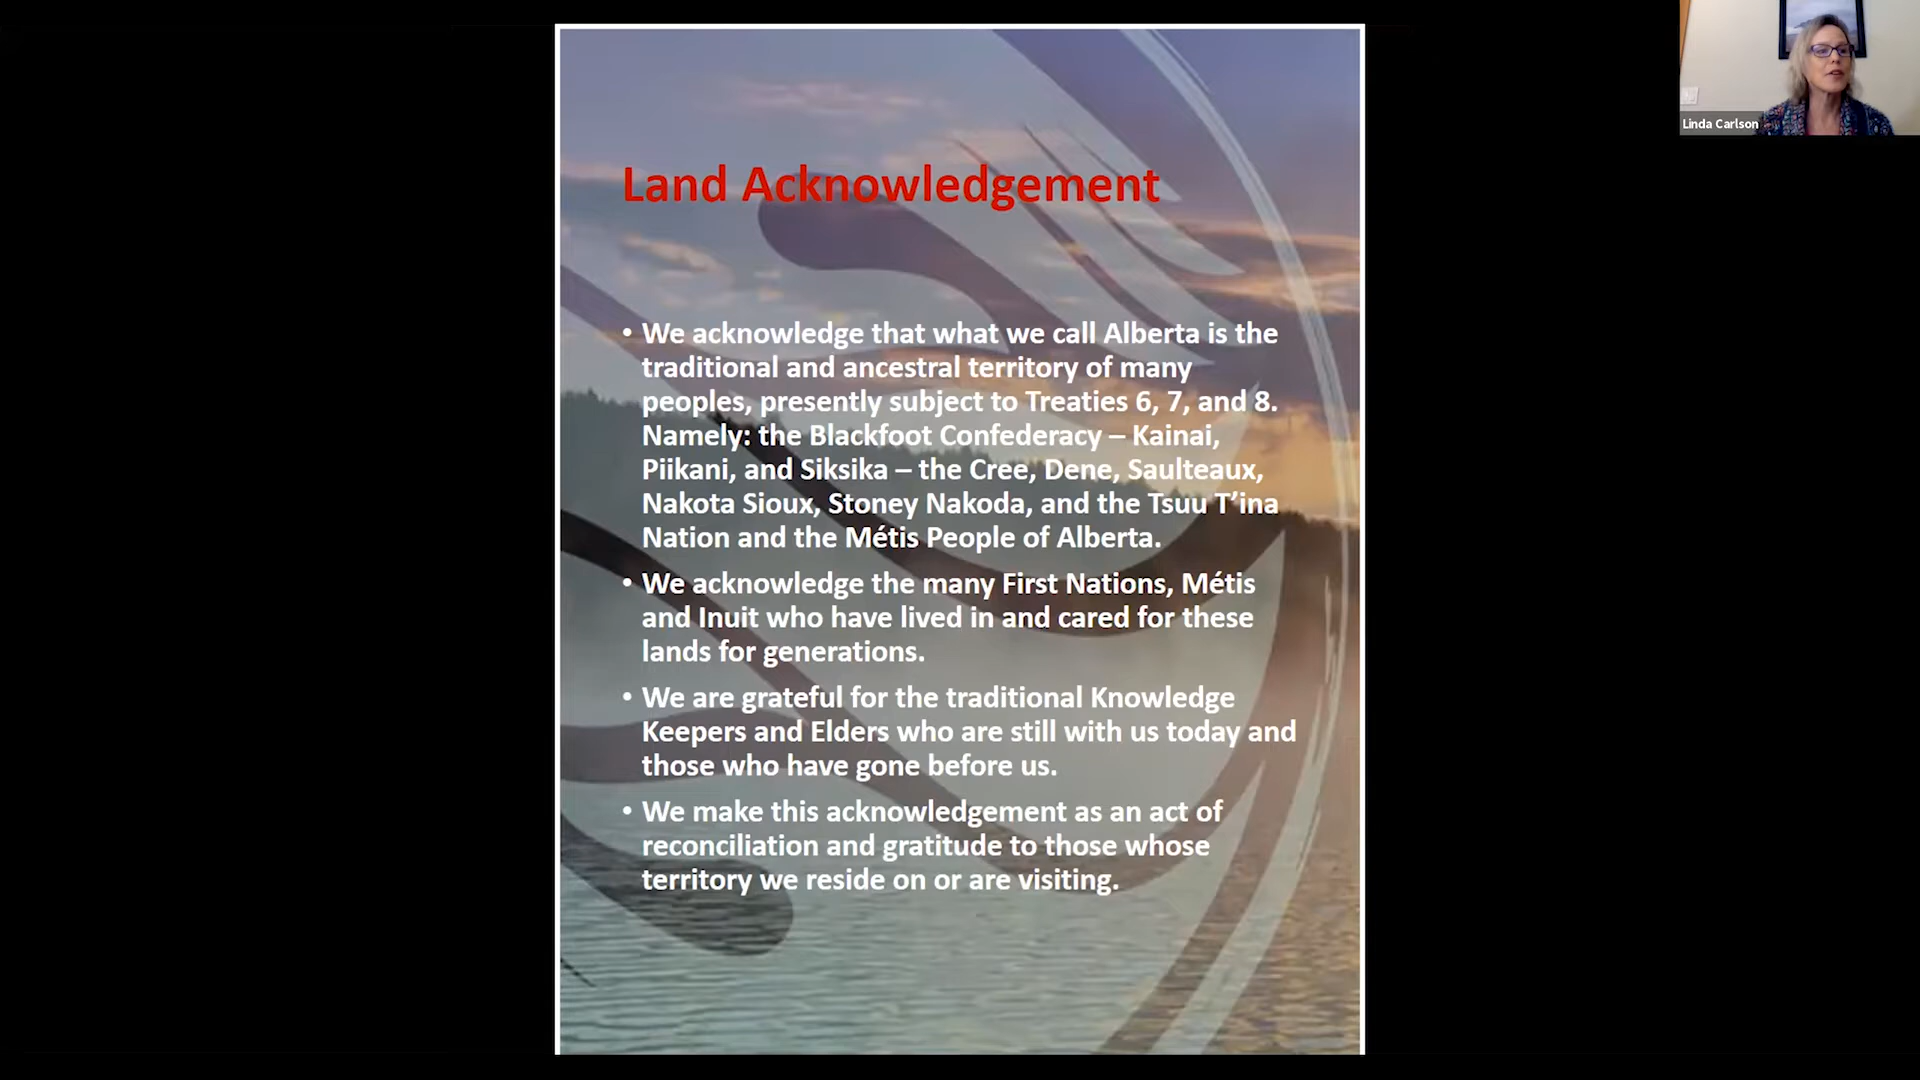 Land Acknowledgement
• We acknowledge that what we call Alberta is the
traditional and ancestral territory of many
peoples, presently subject to Treaties 6, 7, and 8.
Namely: the Blackfoot Confederacy – Kainai,
Piikani, and Siksika – the Cree, Dene, Saulteaux,
Nakota Sioux, Stoney Nakoda, and the Tsuu T’ina
Nation and the Métis People of Alberta.
• We acknowledge the many First Nations, Métis
and Inuit who have lived in and cared for these
lands for generations.
• We are grateful for the traditional Knowledge
Keepers and Elders who are still with us today and
those who have gone before us.
• We make this acknowledgement as an act of
reconciliation and gratitude to those whose
territory we reside on or are visiting.
Linda Carlson